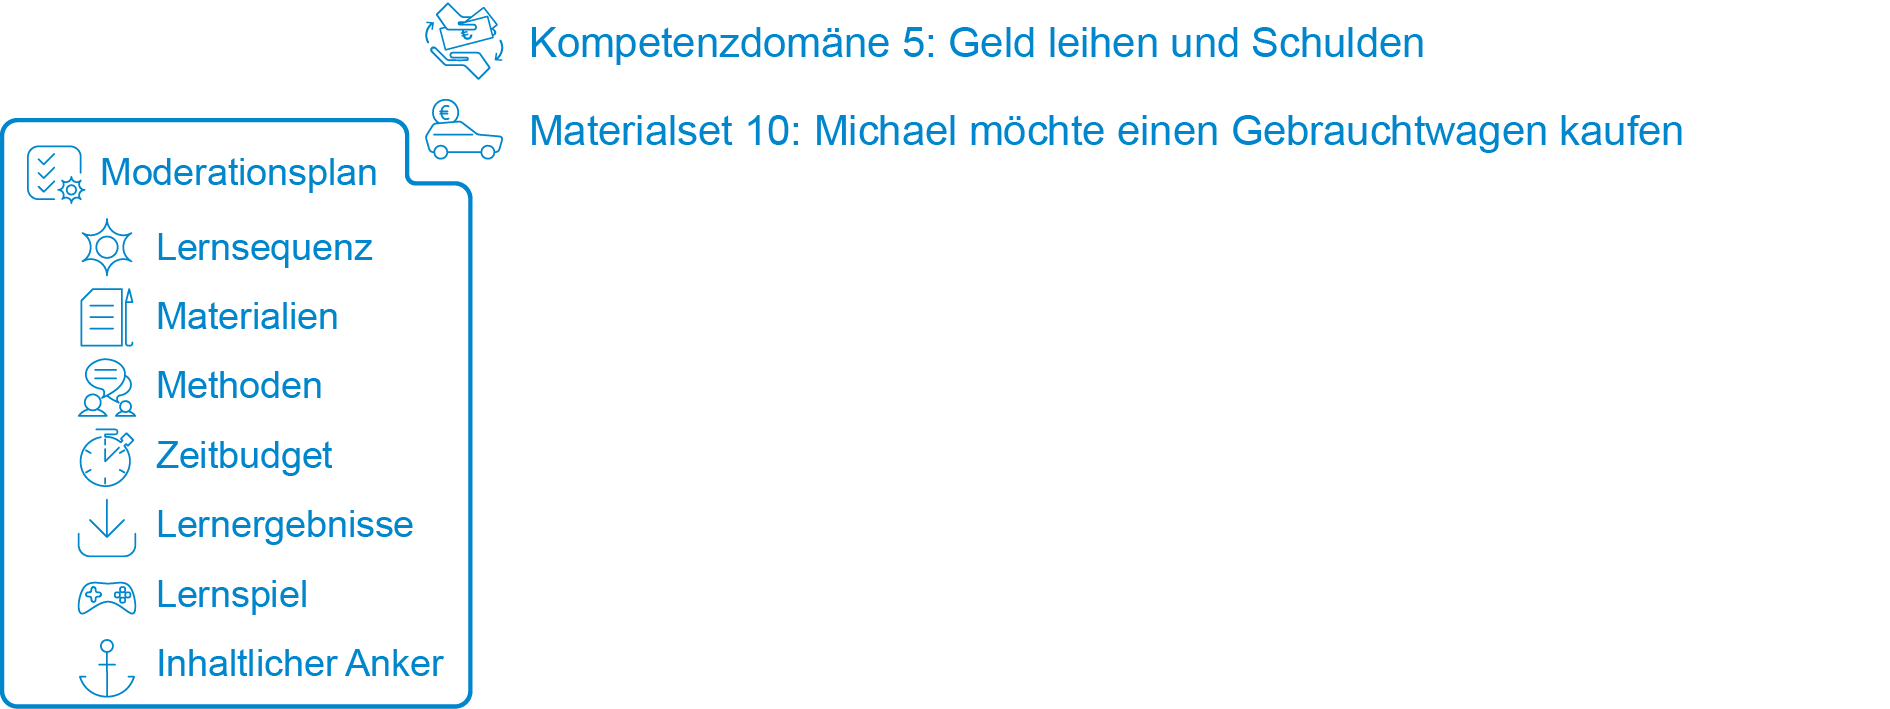 Kompetenzdomäne 5: Geld leihen und Schulden
Materialset 10: Michael möchte einen Gebrauchtwagen kaufen
Moderationsplan
Lernsequenz
Materialien
Methoden
Zeitbudget
Lernergebnisse
Lernspiel
Inhaltlicher Anker